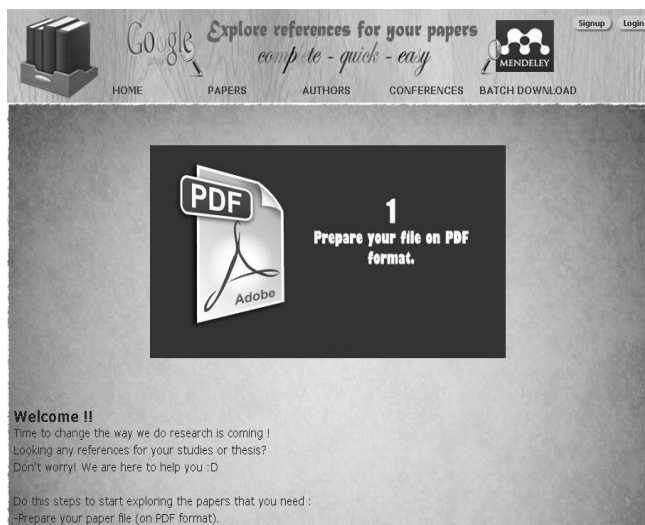 Google
Explore references for your papers
complete - quick - easy
MENDELEY
Signup
Login
HOME
PAPERS
AUTHORS
CONFERENCES
BATCH DOWNLOAD
PDF
Adobe
1
Prepare your file on PDF
format.
Welcome !!
Time to change the way we do research is coming !
Looking any references for your studies or thesis?
Don't worry! We are here to help you :D
Do this steps to start exploring the papers that you need :
-Prepare your paper file (on PDF format).